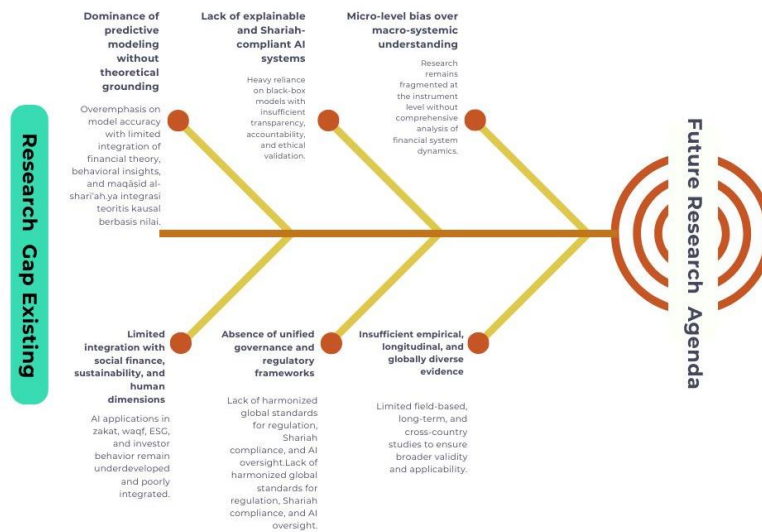 Research Gap Existing
Dominance of
predictive
modeling
without
theoretical
grounding
Overemphasis on
model accuracy
with limited
integration of
financial theory,
behavioral insights,
and maqāṣid al-
shari'ah.ya integrasi
teoritis kausal
berbasis nilai.
Lack of explainable
and Shariah-
compliant AI
systems
Heavy reliance
on black-box
models with
insufficient
transparency,
accountability,
and ethical
validation.
Micro-level bias over
macro-systemic
understanding
Research
remains
fragmented at
the instrument
level without
comprehensive
analysis of
financial system
dynamics.
Limited
integration with
social finance,
sustainability, and
human
dimensions
AI applications in
zakat, waqf, ESG,
and investor
behavior remain
underdeveloped
and poorly
integrated.
Absence of unified
governance and
regulatory
frameworks
Lack of harmonized
global standards
for regulation,
Shariah
compliance, and AI
oversight.Lack of
harmonized global
standards for
regulation, Shariah
compliance, and AI
oversight.
Insufficient empirical,
longitudinal, and
globally diverse
evidence
Limited field-based,
long-term, and
cross-country
studies to ensure
broader validity
and applicability.
Future Research Agenda